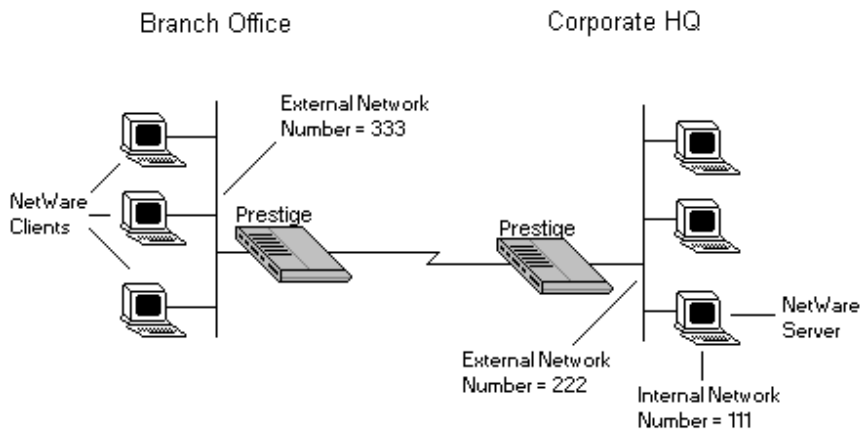 Branch Office
Corporate HQ
External Network
Number = 333
NetWare
Clients
Prestige
Prestige
NetWare
Server
External Network
Number = 222
Internal Network
Number = 111